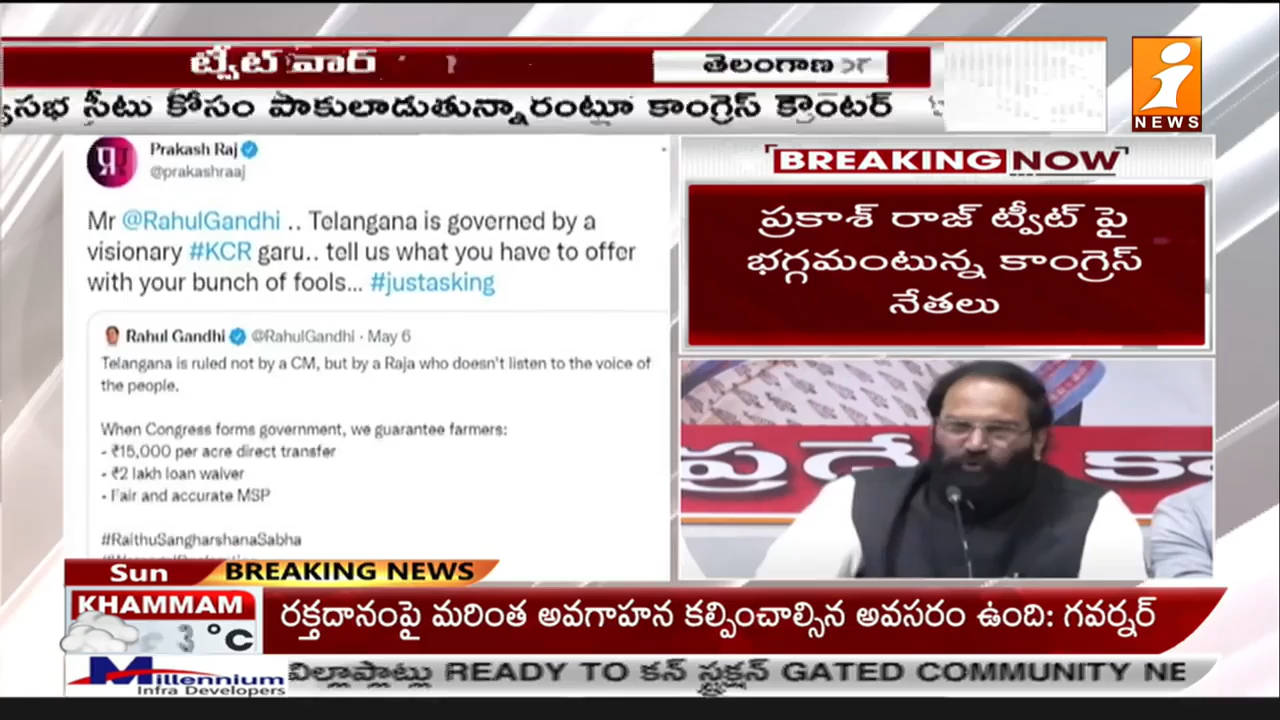 ట్వీట్ వార్
తెలంగాణ
సీటు కోసం పాకులాడుతున్నారంటూ కాంగ్రెస్ కౌంటర్
i
NEWS
Prakash Raj
@prakashraaj
Mr @RahulGandhi .. Telangana is governed by a
visionary #KCR garu.. tell us what you have to offer
with your bunch of fools... #justasking
Rahul Gandhi @RahulGandhi · May 6
Telangana is ruled not by a CM, but by a Raja who doesn't listen to the voice of
the people.
When Congress forms government, we guarantee farmers:
- ₹15,000 per acre direct transfer
- ₹2 lakh loan waiver
- Fair and accurate MSP
#RaithuSangharshanaSabha
BREAKING NOW
ప్రకాశ్ రాజ్ ట్వీట్ పై
భగ్గమంటున్న కాంగ్రెస్
నేతలు
ప్రదేశ్ కా
Sun
BREAKING NEWS
KHAMMAM
°C
రక్తదానంపై మరింత అవగాహన కల్పించాల్సిన అవసరం ఉంది: గవర్నర్
Millennium
Infra Developers
విల్లాప్లాట్లు READY TO కన్ స్ట్రక్షన్ GATED COMMUNITY NE